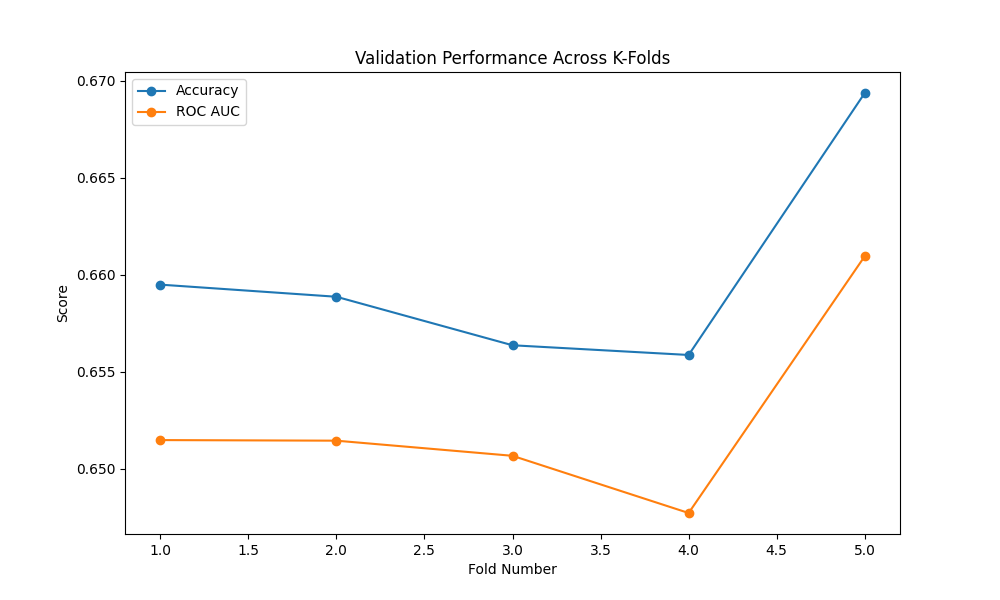 Validation Performance Across K-Folds
Accuracy
ROC AUC
0.670
0.665
0.660
0.655
0.650
Score
1.0 1.5 2.0 2.5 3.0 3.5 4.0 4.5 5.0
Fold Number